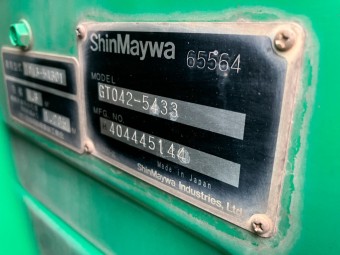 ShinMaywa 65564
MODEL
GT042-5433
MFG. NO.
404445144
Made in Japan
ShinMaywa Industries, Ltd.